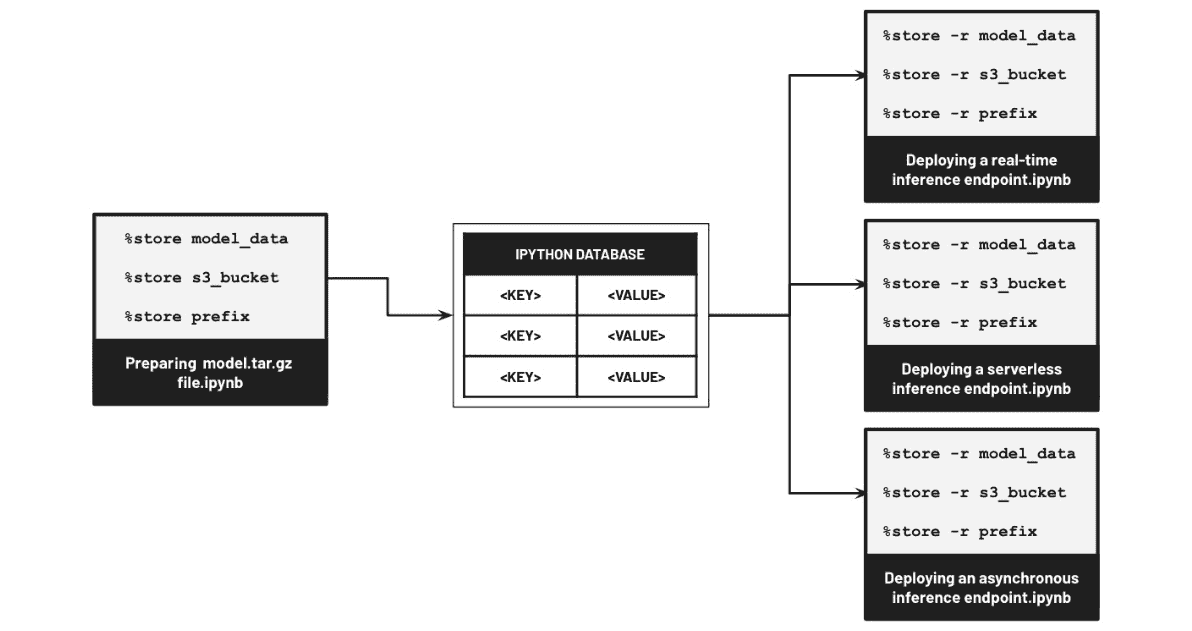 %store model_data
%store s3_bucket
%store prefix
Preparing model.tar.gz
file.ipynb
IPYTHON DATABASE
<KEY> <VALUE>
<KEY> <VALUE>
<KEY> <VALUE>
%store -r model_data
%store -r s3_bucket
%store -r prefix
Deploying a real-time
inference endpoint.ipynb
%store -r model_data
%store -r s3_bucket
%store -r prefix
Deploying a serverless
inference endpoint.ipynb
%store -r model_data
%store -r s3_bucket
%store -r prefix
Deploying an asynchronous
inference endpoint.ipynb